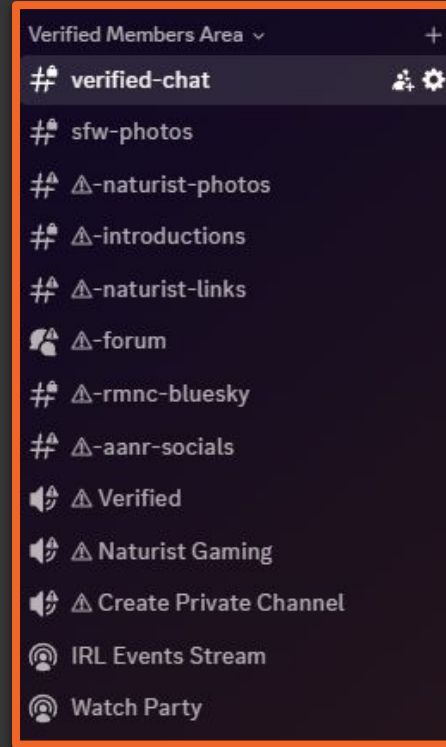 Verified Members Area
verified-chat
sfw-photos
⚠-naturist-photos
⚠-introductions
⚠-naturist-links
⚠-forum
⚠-rmnc-bluesky
⚠-aanr-socials
⚠ Verified
⚠ Naturist Gaming
⚠ Create Private Channel
IRL Events Stream
Watch Party